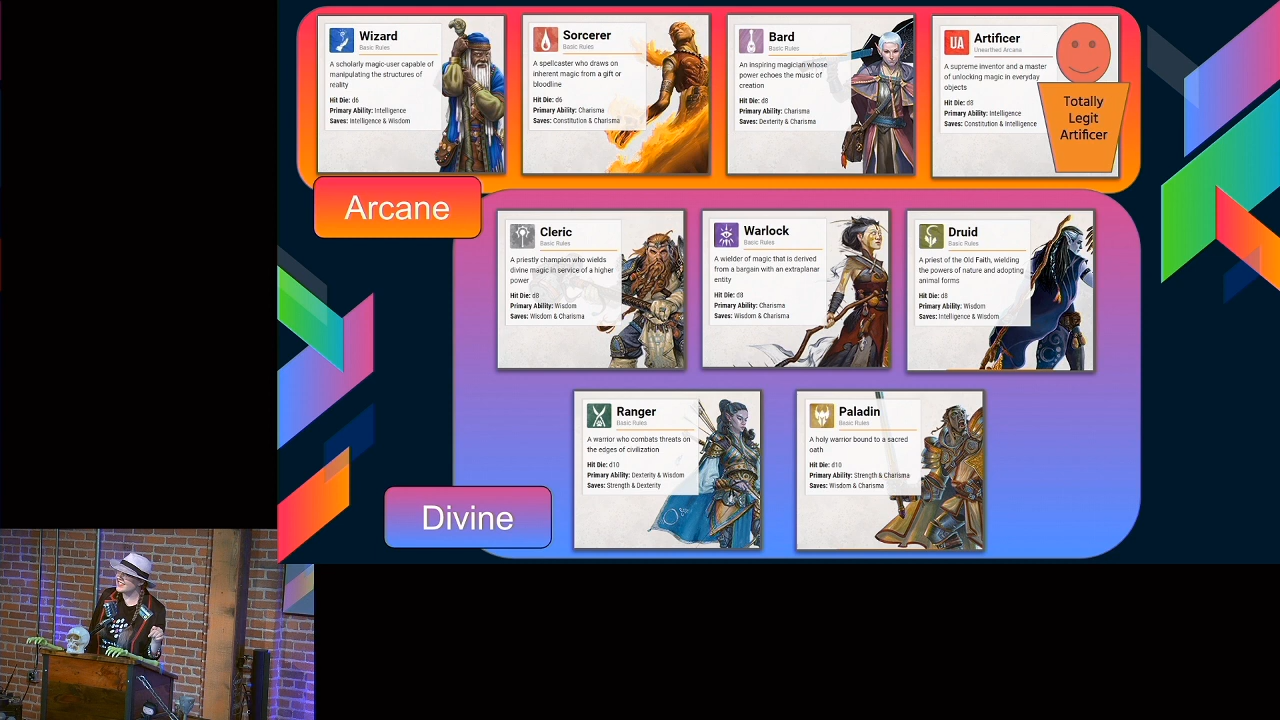 Wizard
Basic Rules
A scholarly magic-user capable of
manipulating the structures of
reality
Hit Die: d6
Primary Ability: Intelligence
Saves: Intelligence & Wisdom
Sorcerer
Basic Rules
A spellcaster who draws on
inherent magic from a gift or
bloodline
Hit Die: d6
Primary Ability: Charisma
Saves: Constitution & Charisma
Bard
Basic Rules
An inspiring magician whose
power echoes the music of
creation
Hit Die: d8
Primary Ability: Charisma
Saves: Dexterity & Charisma
UA
Artificer
Unearthed Arcana
A supreme inventor and a master
of unlocking magic in everyday
objects
Hit Die: d8
Primary Ability: Intelligence
Saves: Constitution & Intelligence
Totally
Legit
Artificer
Arcane
Cleric
Basic Rules
A priestly champion who wields
divine magic in service of a higher
power
Hit Die: d8
Primary Ability: Wisdom
Saves: Wisdom & Charisma
Warlock
Basic Rules
A wielder of magic that is derived
from a bargain with an extraplanar
entity
Hit Die: d8
Primary Ability: Charisma
Saves: Wisdom & Charisma
Druid
Basic Rules
A priest of the Old Faith, wielding
the powers of nature and adopting
animal forms
Hit Die: d8
Primary Ability: Wisdom
Saves: Intelligence & Wisdom
Ranger
Basic Rules
A warrior who combats threats on
the edges of civilization
Hit Die: d10
Primary Ability: Dexterity & Wisdom
Saves: Strength & Dexterity
Paladin
Basic Rules
A holy warrior bound to a sacred
oath
Hit Die: d10
Primary Ability: Strength & Charisma
Saves: Wisdom & Charisma
Divine